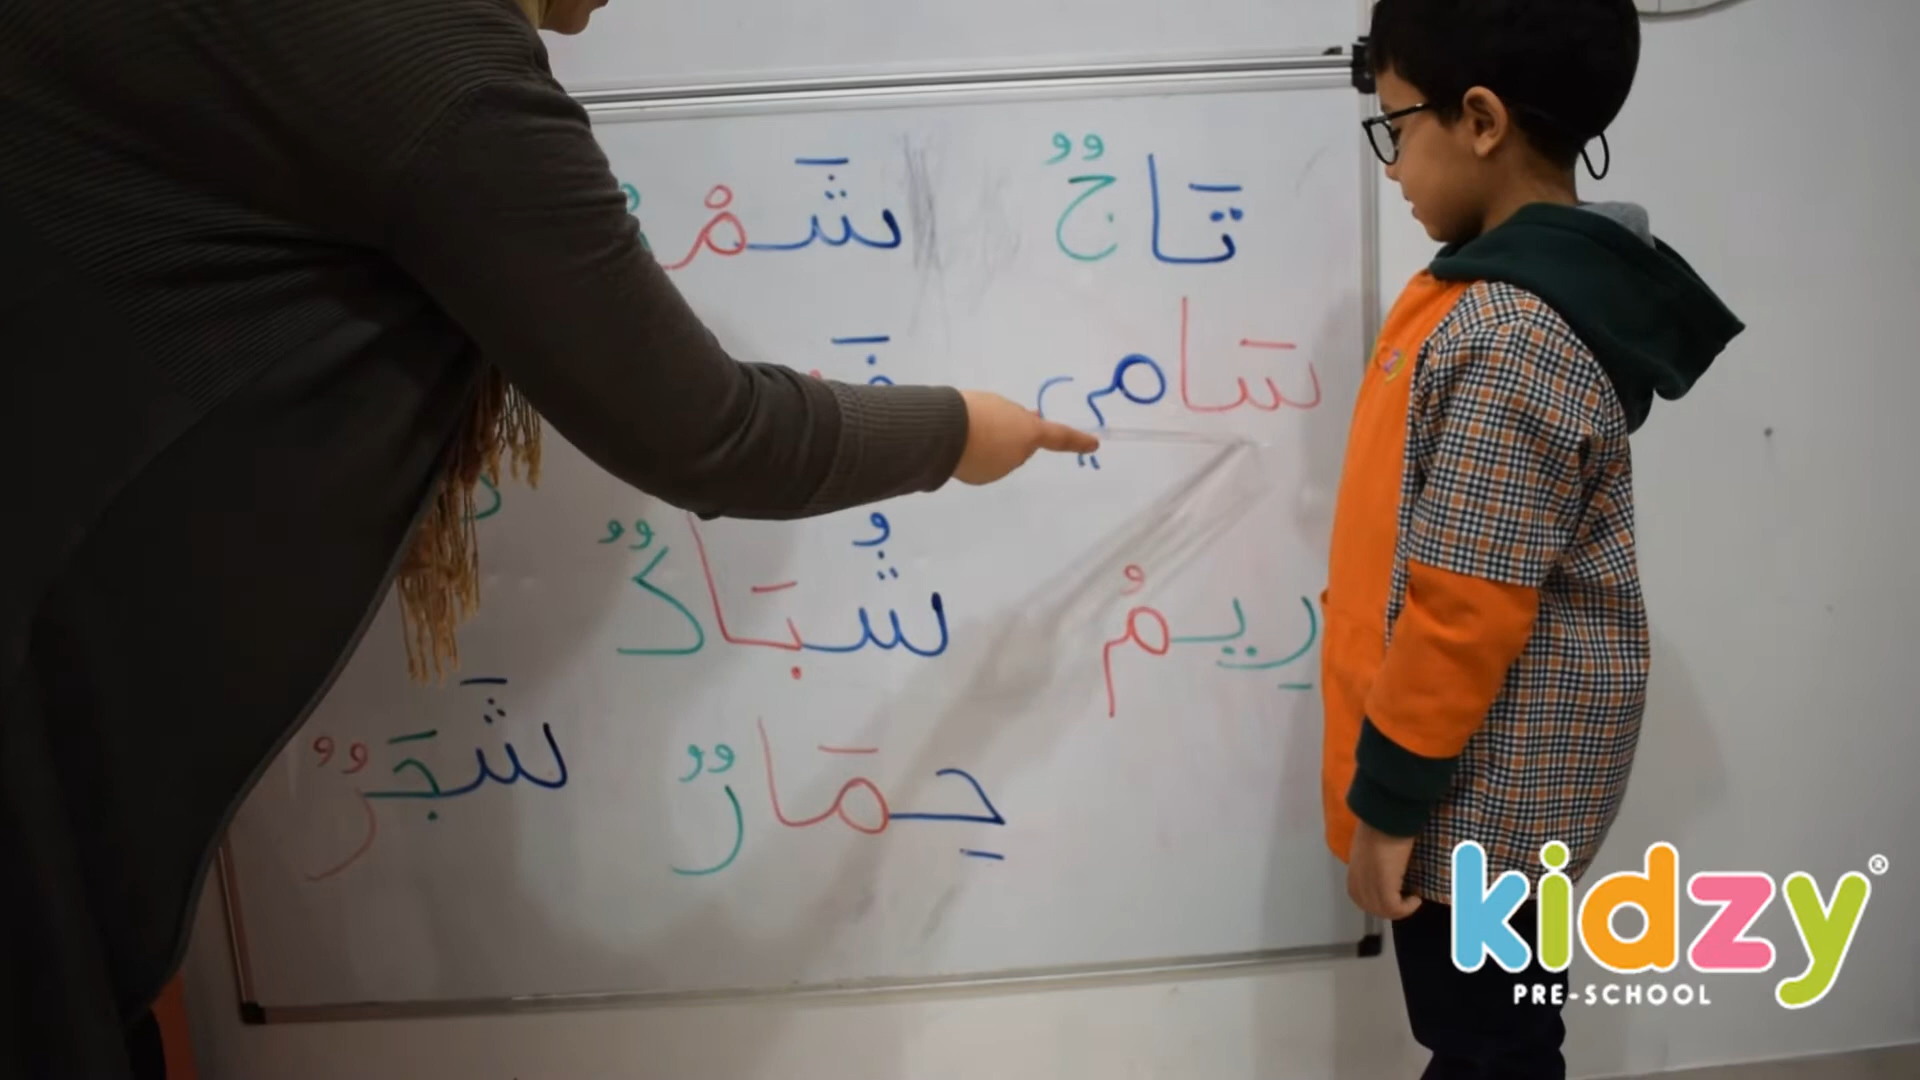 تَاجٌ
سَامِي
رِيمُ شُبَاكٌ
حِمَارٌ شَجَرٌ
kidzy®
PRE-SCHOOL